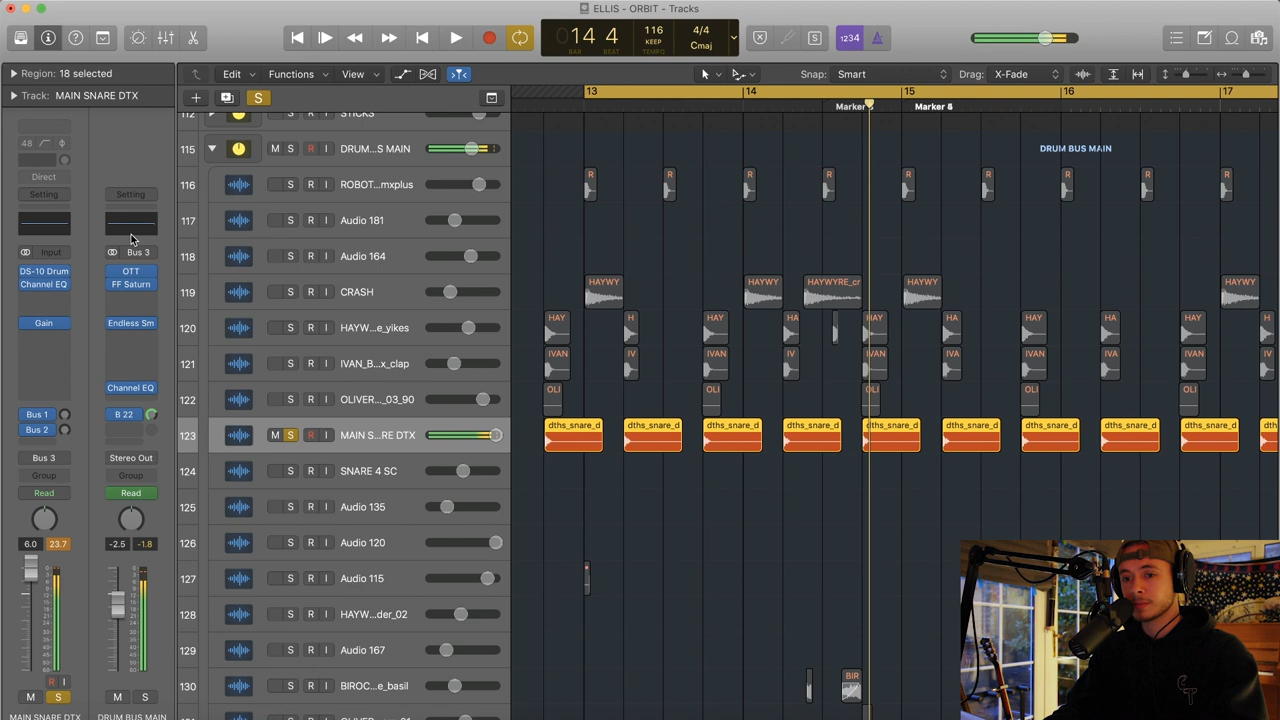 ELLIS - ORBIT - Tracks
14 4
BAR BEAT
116
KEEP
TEMPO
4/4
Cmaj
1234
S
Region: 18 selected
Edit Functions View
Snap: Smart
Drag: X-Fade
Track: MAIN SNARE DTX
S
13 14 15 16 17
Marker
Marker 5
112 STICKS
48
Direct
Setting Setting
Input Bus 3
DS-10 Drum OTT
Channel EQ FF Saturn
Gain Endless Sm
Channel EQ
Bus 1 B 22
Bus 2
Bus 3 Stereo Out
Group Group
Read Read
6.0 23.7 -2.5 -1.8
R I
M S M S
MAIN SNARE DTX DRUM BUS MAIN
115 M S R I DRUM...S MAIN
DRUM BUS MAIN
116 S R I ROBOT...mxplus
R R R R R R R R R
117 S R I Audio 181
118 S R I Audio 164
119 S R I CRASH
HAYWY HAYWY HAYWYRE_cr HAYWY HAYWY
120 S R I HAYW...e_yikes
HAY H HAY HA HAY HA HAY HA HAY H
121 S R I IVAN_B...x_clap
IVAN IV IVAN IV IVAN IVA IVAN IVA IVAN IV
122 S R I OLIVER..._03_90
OLI OLI OLI OLI OLI
123 M S R I MAIN S...RE DTX
dths_snare_d dths_snare_d dths_snare_d dths_snare_d dths_snare_d dths_snare_d dths_snare_d dths_snare_d dths_snare_d dths
124 S R I SNARE 4 SC
125 S R I Audio 135
126 S R I Audio 120
127 S R I Audio 115
128 S R I HAYW...der_02
129 S R I Audio 167
130 S R I BIROC...e_basil
BIR